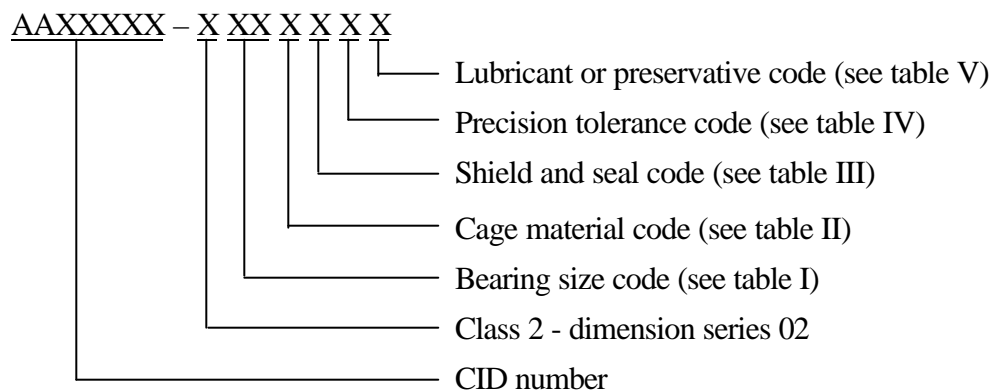 AAXXXXX – X XX X X X X
Lubricant or preservative code (see table V)
Precision tolerance code (see table IV)
Shield and seal code (see table III)
Cage material code (see table II)
Bearing size code (see table I)
Class 2 - dimension series 02
CID number